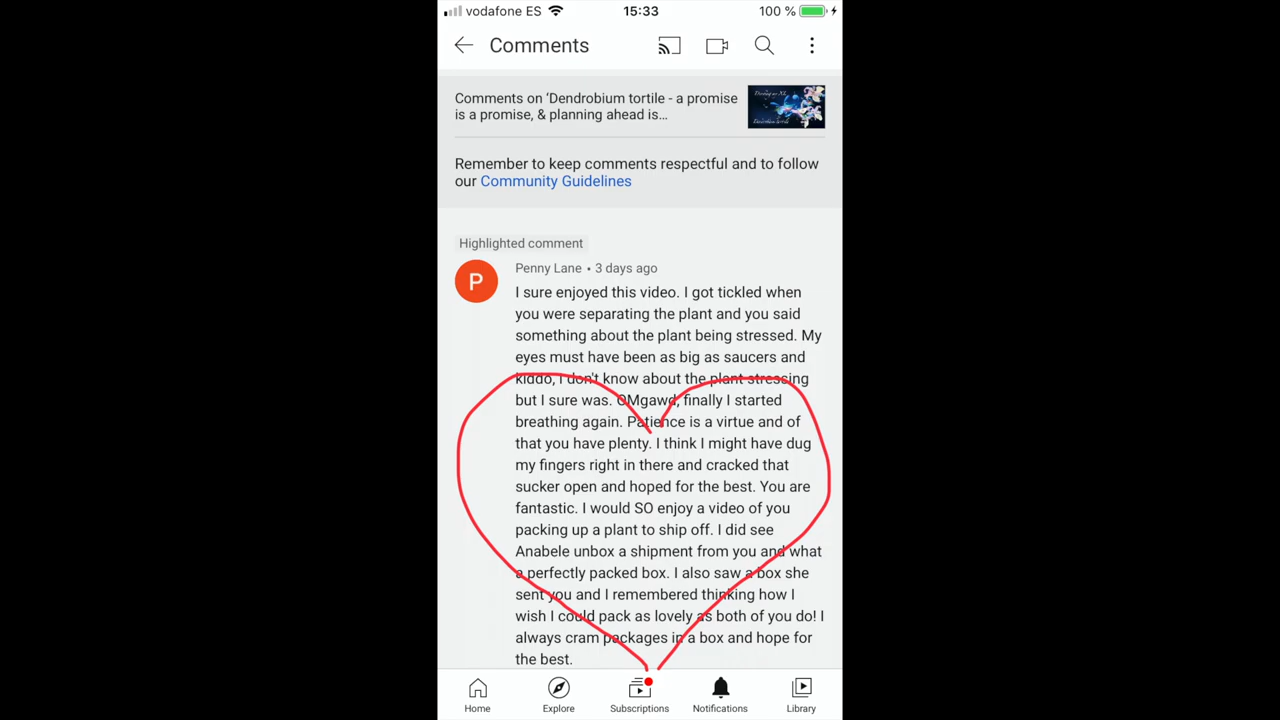 vodafone ES 15:33 100 %
Comments
Comments on ‘Dendrobium tortile - a promise
is a promise, & planning ahead is…
Remember to keep comments respectful and to follow
our Community Guidelines
Highlighted comment
P
Penny Lane • 3 days ago
I sure enjoyed this video. I got tickled when
you were separating the plant and you said
something about the plant being stressed. My
eyes must have been as big as saucers and
kiddo, I don't know about the plant stressing
but I sure was. OMgawd, finally I started
breathing again. Patience is a virtue and of
that you have plenty. I think I might have dug
my fingers right in there and cracked that
sucker open and hoped for the best. You are
fantastic. I would SO enjoy a video of you
packing up a plant to ship off. I did see
Anabele unbox a shipment from you and what
a perfectly packed box. I also saw a box she
sent you and I remembered thinking how I
wish I could pack as lovely as both of you do! I
always cram packages in a box and hope for
the best.
Home Explore Subscriptions Notifications Library